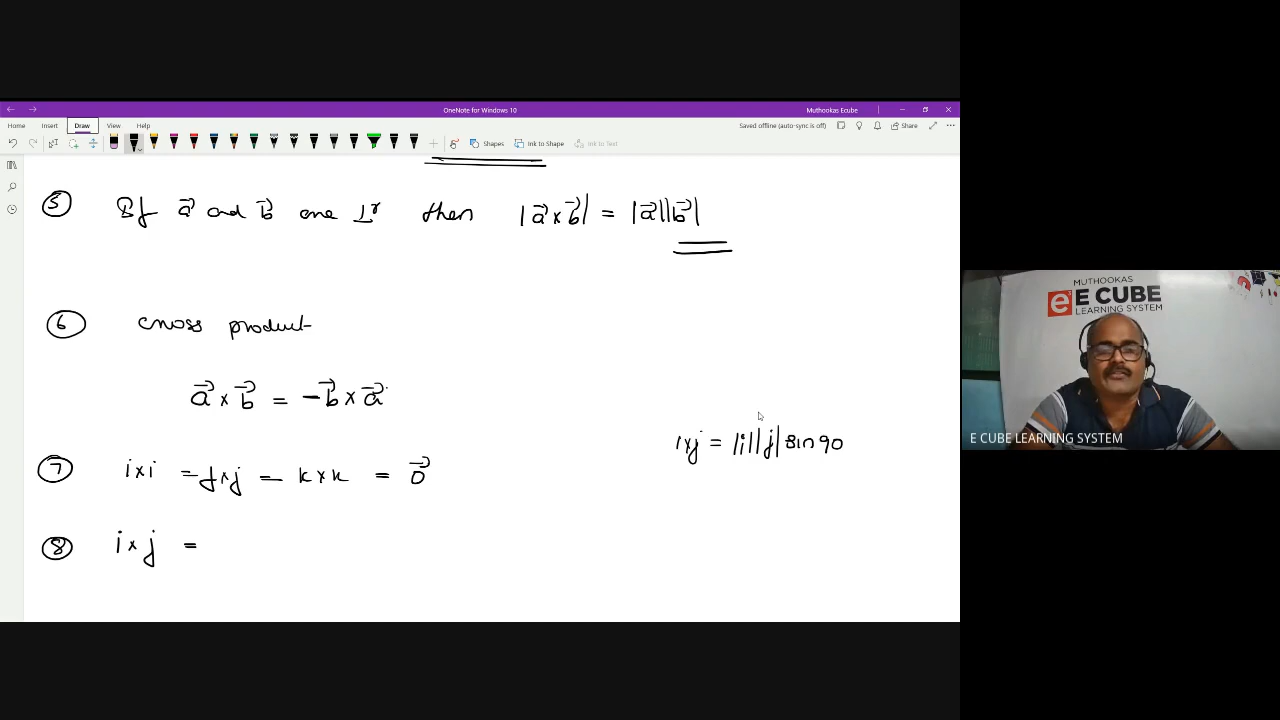 OneNote for Windows 10
Muthookas Ecube
Home Insert Draw View Help
Saved offline (auto-sync is off) Share
Shapes Ink to Shape Ink to Text
5 If a⃗ and b⃗ are ⊥r then |a⃗ × b⃗| = |a⃗||b⃗|
6 cross product
a⃗ × b⃗ = -b⃗ × a⃗
i×j = |i||j| sin 90
7 i×i = j×j = k×k = 0⃗
8 i×j =
MUTHOOKAS
e3 E CUBE
LEARNING SYSTEM
E CUBE LEARNING SYSTEM